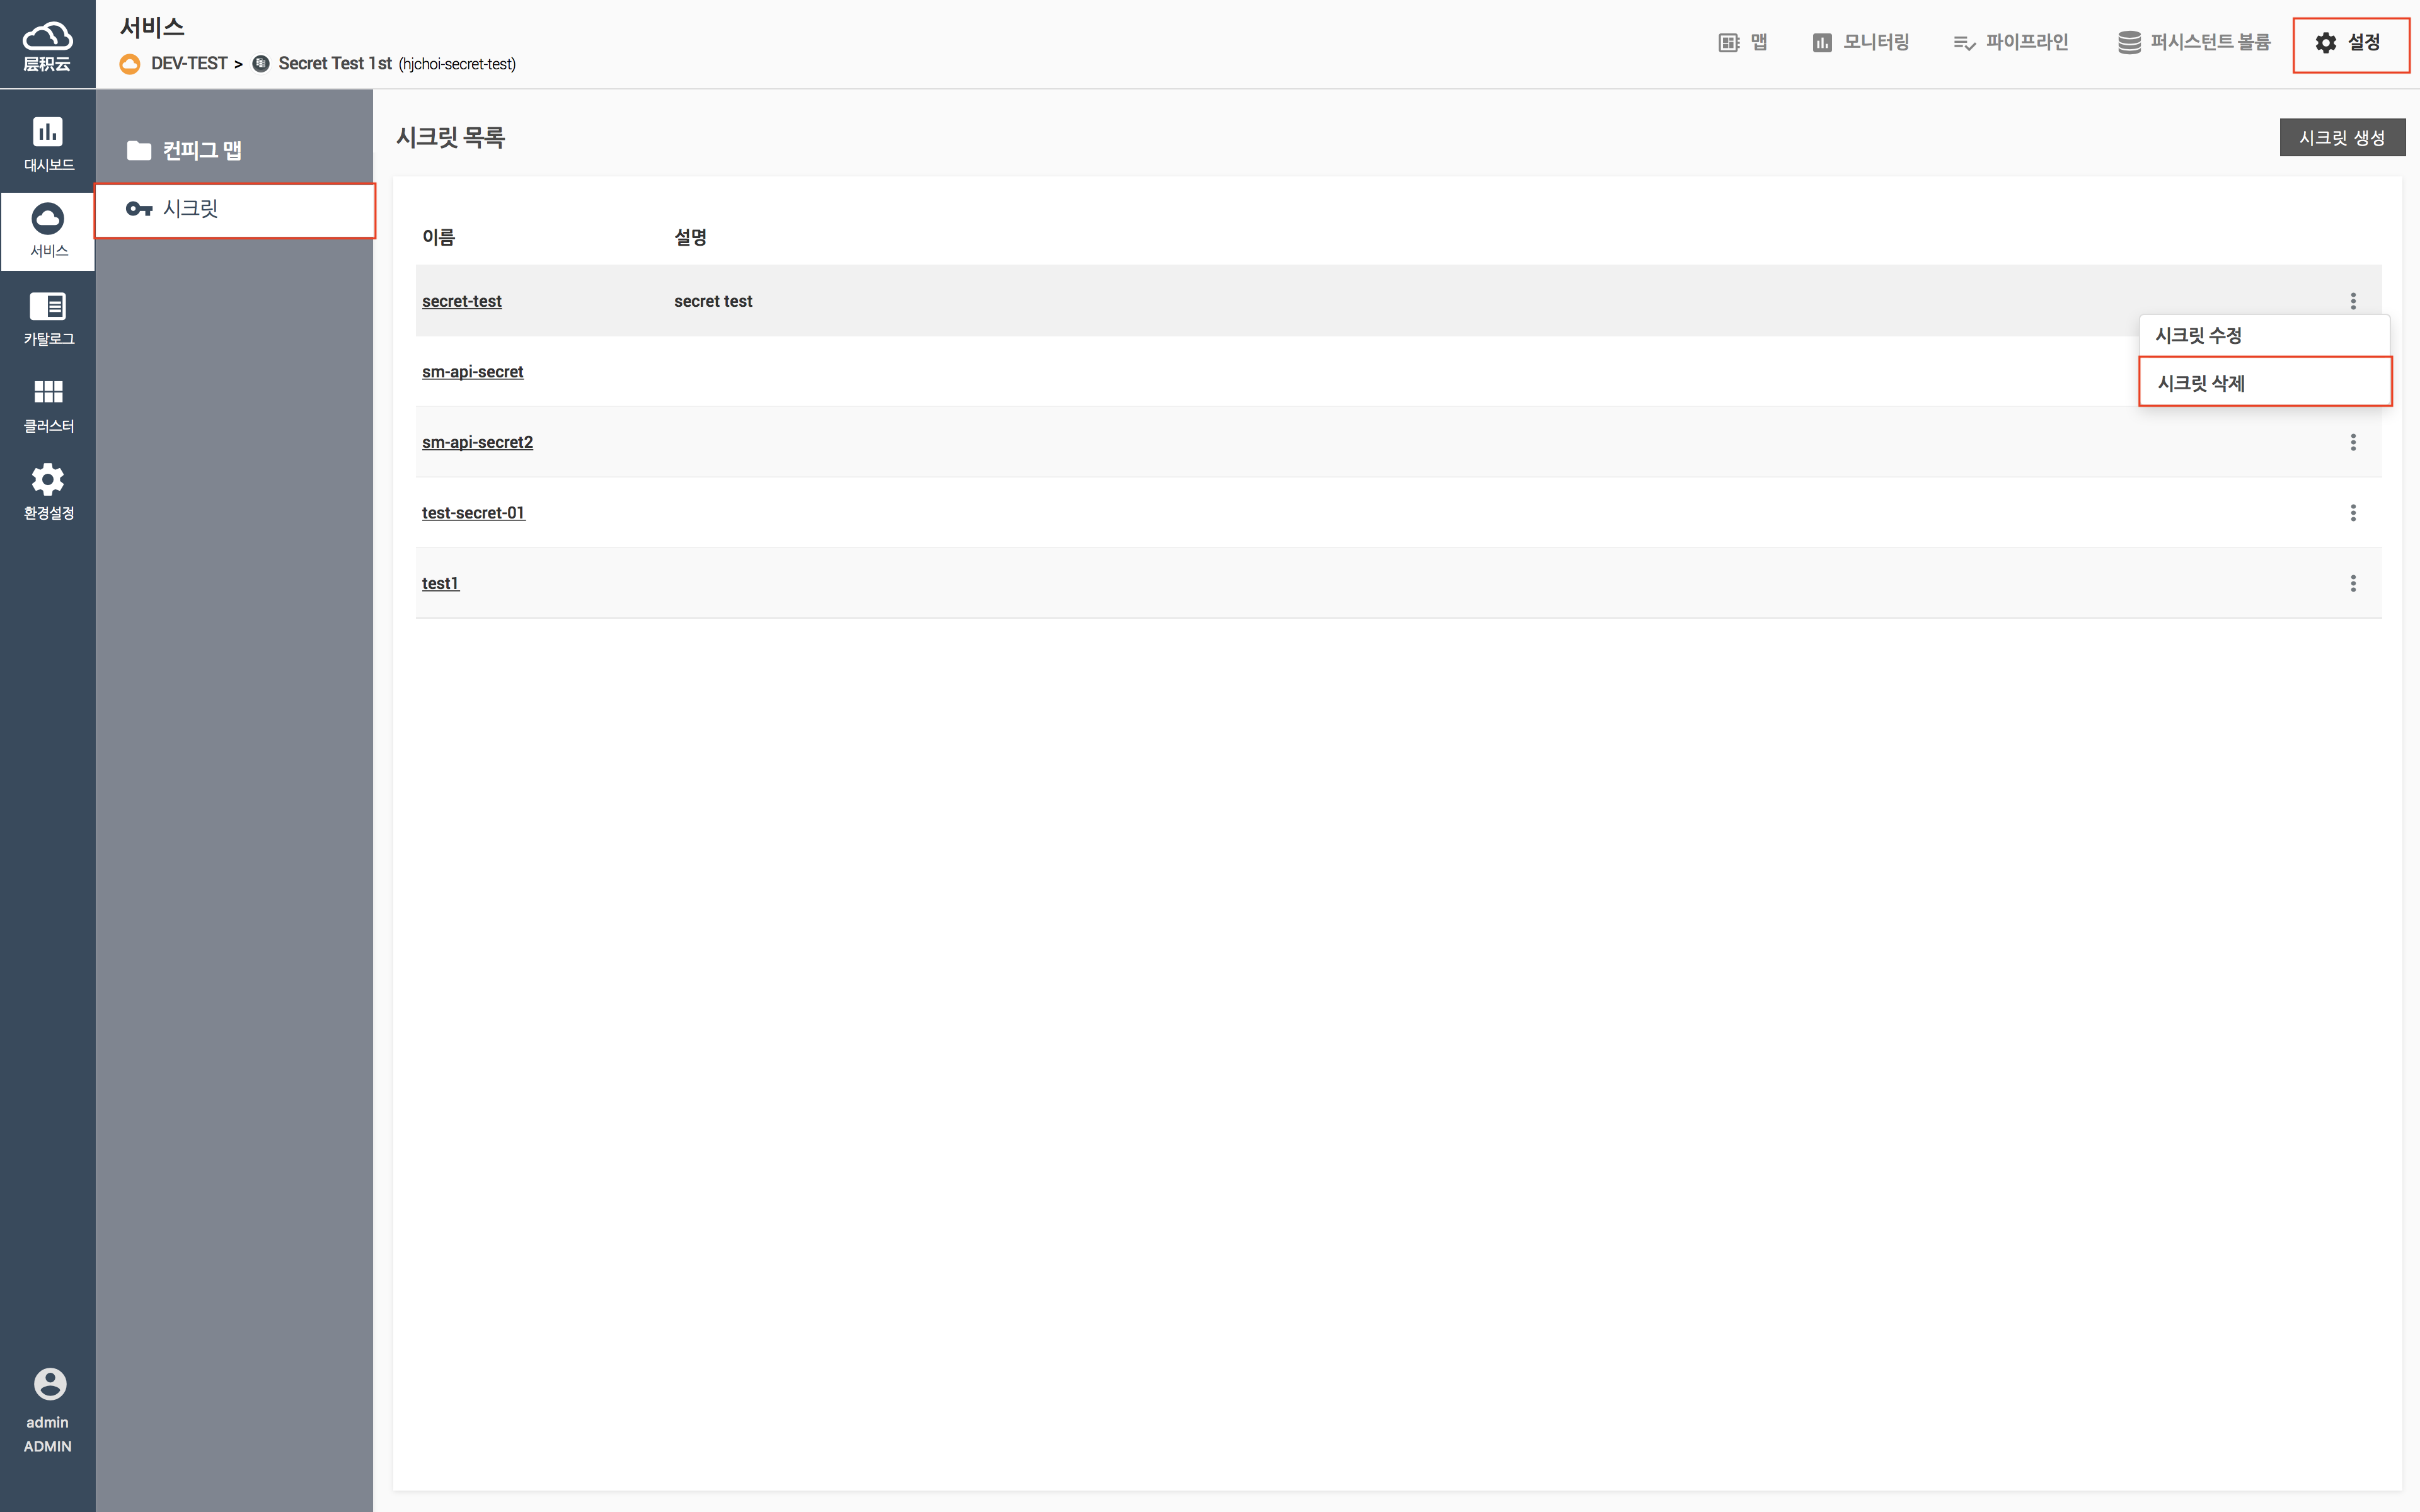 层积云
서비스
DEV-TEST > Secret Test 1st (hjchoi-secret-test)
맵
모니터링
파이프라인
퍼시스턴트 볼륨
설정
대시보드
서비스
카탈로그
클러스터
환경설정
admin
ADMIN
컨피그 맵
시크릿
시크릿 목록
시크릿 생성
이름 설명
secret-test secret test
시크릿 수정
시크릿 삭제
sm-api-secret
sm-api-secret2
test-secret-01
test1